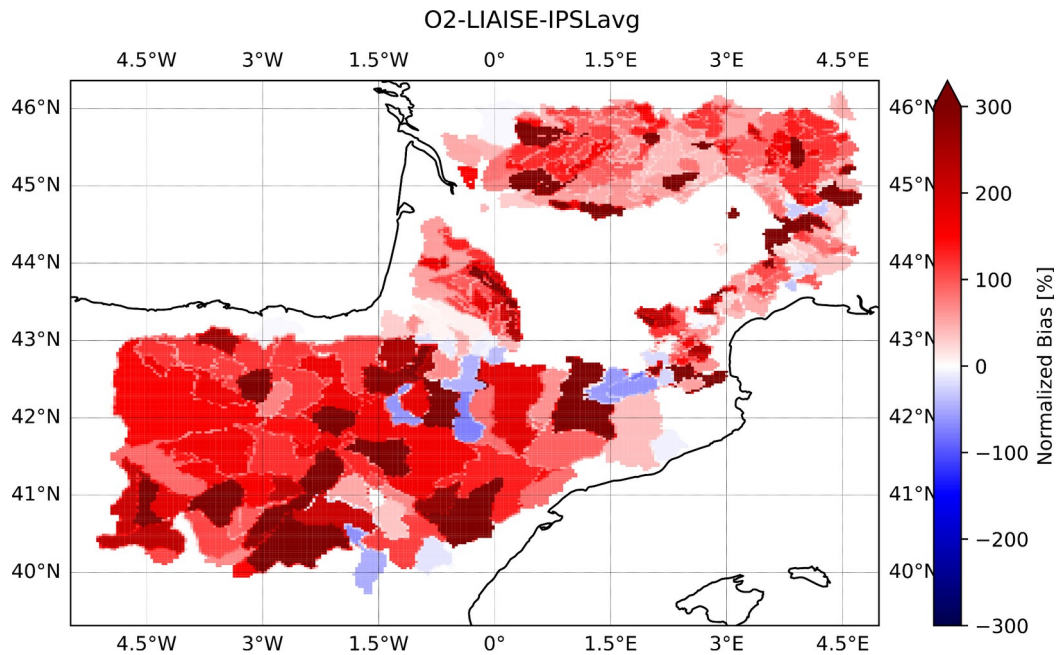 O2-LIAISE-IPSLavg
4.5°W 3°W 1.5°W 0° 1.5°E 3°E 4.5°E
46°N 46°N 300
45°N 45°N 200
44°N 44°N 100
43°N 43°N 0
42°N 42°N −100
41°N 41°N −200
40°N 40°N −300
4.5°W 3°W 1.5°W 0° 1.5°E 3°E 4.5°E
Normalized Bias [%]